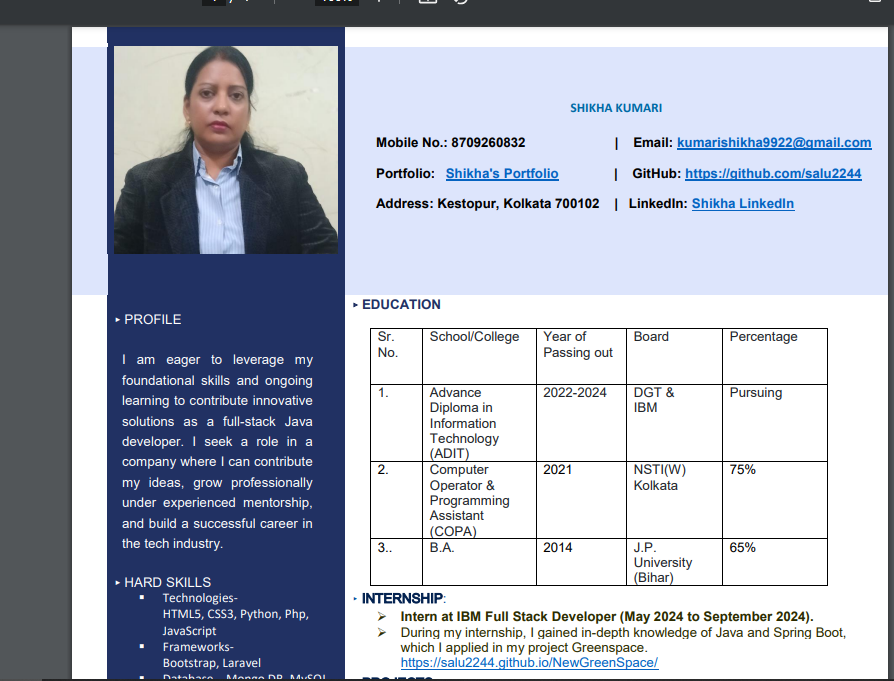 SHIKHA KUMARI
Mobile No.: 8709260832 | Email: kumarishikha9922@gmail.com
Portfolio: Shikha's Portfolio | GitHub: https://github.com/salu2244
Address: Kestopur, Kolkata 700102 | LinkedIn: Shikha LinkedIn
▸ PROFILE
I am eager to leverage my
foundational skills and ongoing
learning to contribute innovative
solutions as a full-stack Java
developer. I seek a role in a
company where I can contribute
my ideas, grow professionally
under experienced mentorship,
and build a successful career in
the tech industry.
▸ HARD SKILLS
▪ Technologies-
HTML5, CSS3, Python, Php,
JavaScript
▪ Frameworks-
Bootstrap, Laravel
▪ Database – Mongo DB, MySQL
▸ EDUCATION
Sr. No. | School/College | Year of Passing out | Board | Percentage
1. | Advance Diploma in Information Technology (ADIT) | 2022-2024 | DGT & IBM | Pursuing
2. | Computer Operator & Programming Assistant (COPA) | 2021 | NSTI(W) Kolkata | 75%
3.. | B.A. | 2014 | J.P. University (Bihar) | 65%
▸ INTERNSHIP:
➢ Intern at IBM Full Stack Developer (May 2024 to September 2024).
➢ During my internship, I gained in-depth knowledge of Java and Spring Boot,
which I applied in my project Greenspace.
https://salu2244.github.io/NewGreenSpace/
PROJECTS